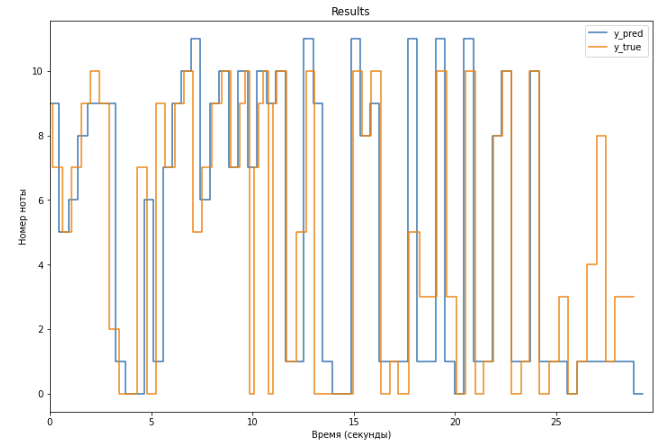 Results
y_pred
y_true
Номер ноты
10
8
6
4
2
0
0 5 10 15 20 25
Время (секунды)